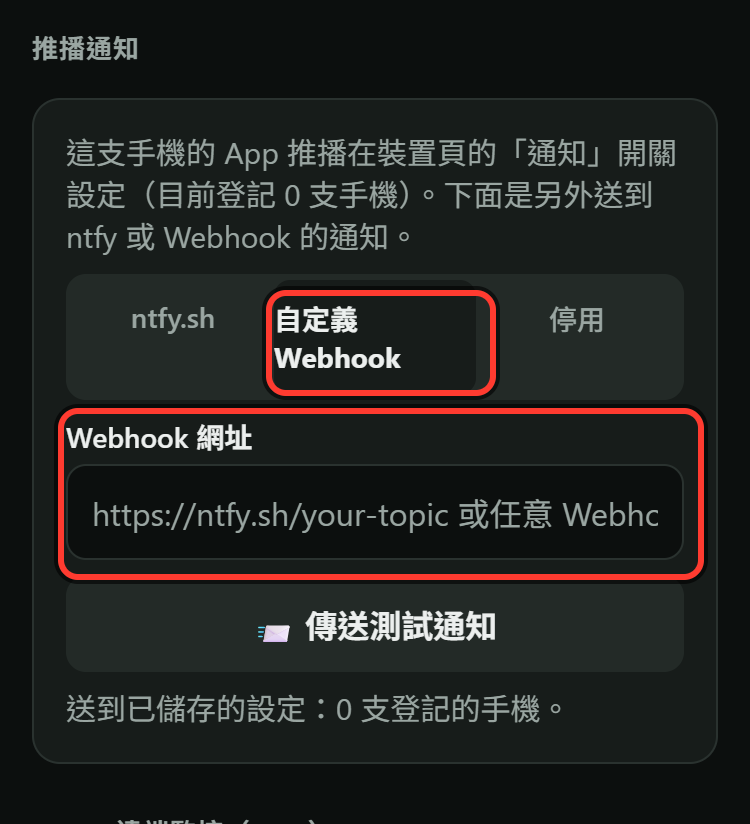 推播通知
這支手機的 App 推播在裝置頁的「通知」開關
設定（目前登記 0 支手機）。下面是另外送到
ntfy 或 Webhook 的通知。
ntfy.sh
自定義
Webhook
停用
Webhook 網址
https://ntfy.sh/your-topic 或任意 Webho
傳送測試通知
送到已儲存的設定：0 支登記的手機。